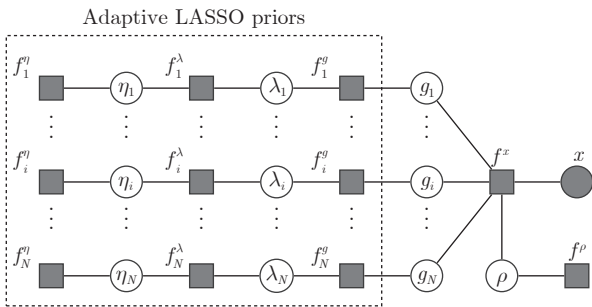 Adaptive LASSO priors
f_1^η f_1^λ f_1^g
η_1 λ_1 g_1
⋮ ⋮ ⋮ ⋮ ⋮ ⋮
f^x x
f_i^η f_i^λ f_i^g
η_i λ_i g_i
⋮ ⋮ ⋮ ⋮ ⋮ ⋮
f_N^η f_N^λ f_N^g f^ρ
η_N λ_N g_N ρ